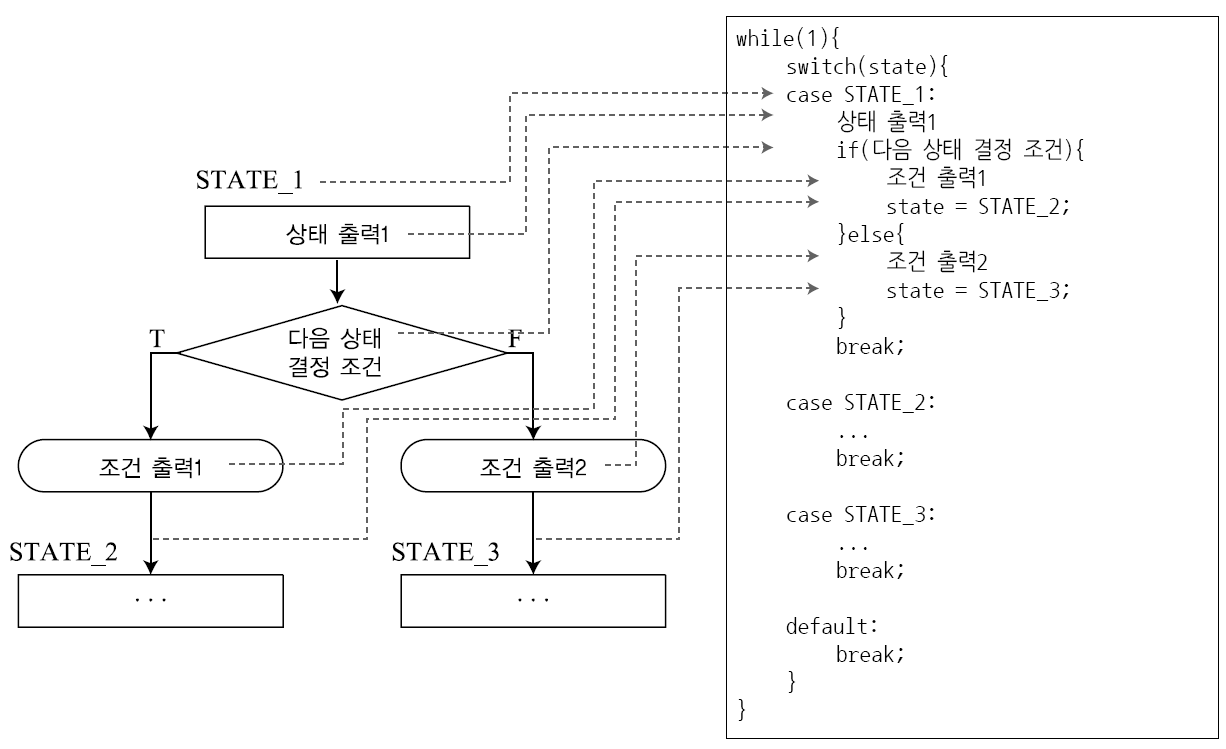 STATE_1
상태 출력1
다음 상태
결정 조건
T
F
조건 출력1
조건 출력2
STATE_2
STATE_3
...
...
while(1){
switch(state){
case STATE_1:
상태 출력1
if(다음 상태 결정 조건){
조건 출력1
state = STATE_2;
}else{
조건 출력2
state = STATE_3;
}
break;
case STATE_2:
...
break;
case STATE_3:
...
break;
default:
break;
}
}